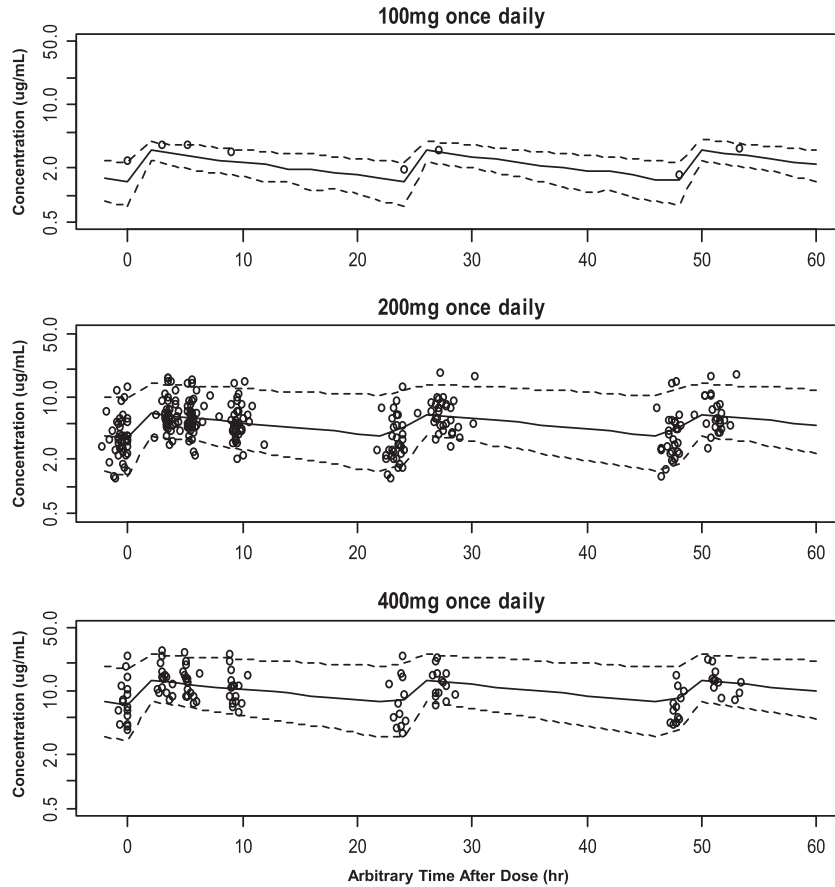 100mg once daily
Concentration (ug/mL)
50.0
10.0
2.0
0.5
0 10 20 30 40 50 60
200mg once daily
Concentration (ug/mL)
50.0
10.0
2.0
0.5
0 10 20 30 40 50 60
400mg once daily
Concentration (ug/mL)
50.0
10.0
2.0
0.5
0 10 20 30 40 50 60
Arbitrary Time After Dose (hr)